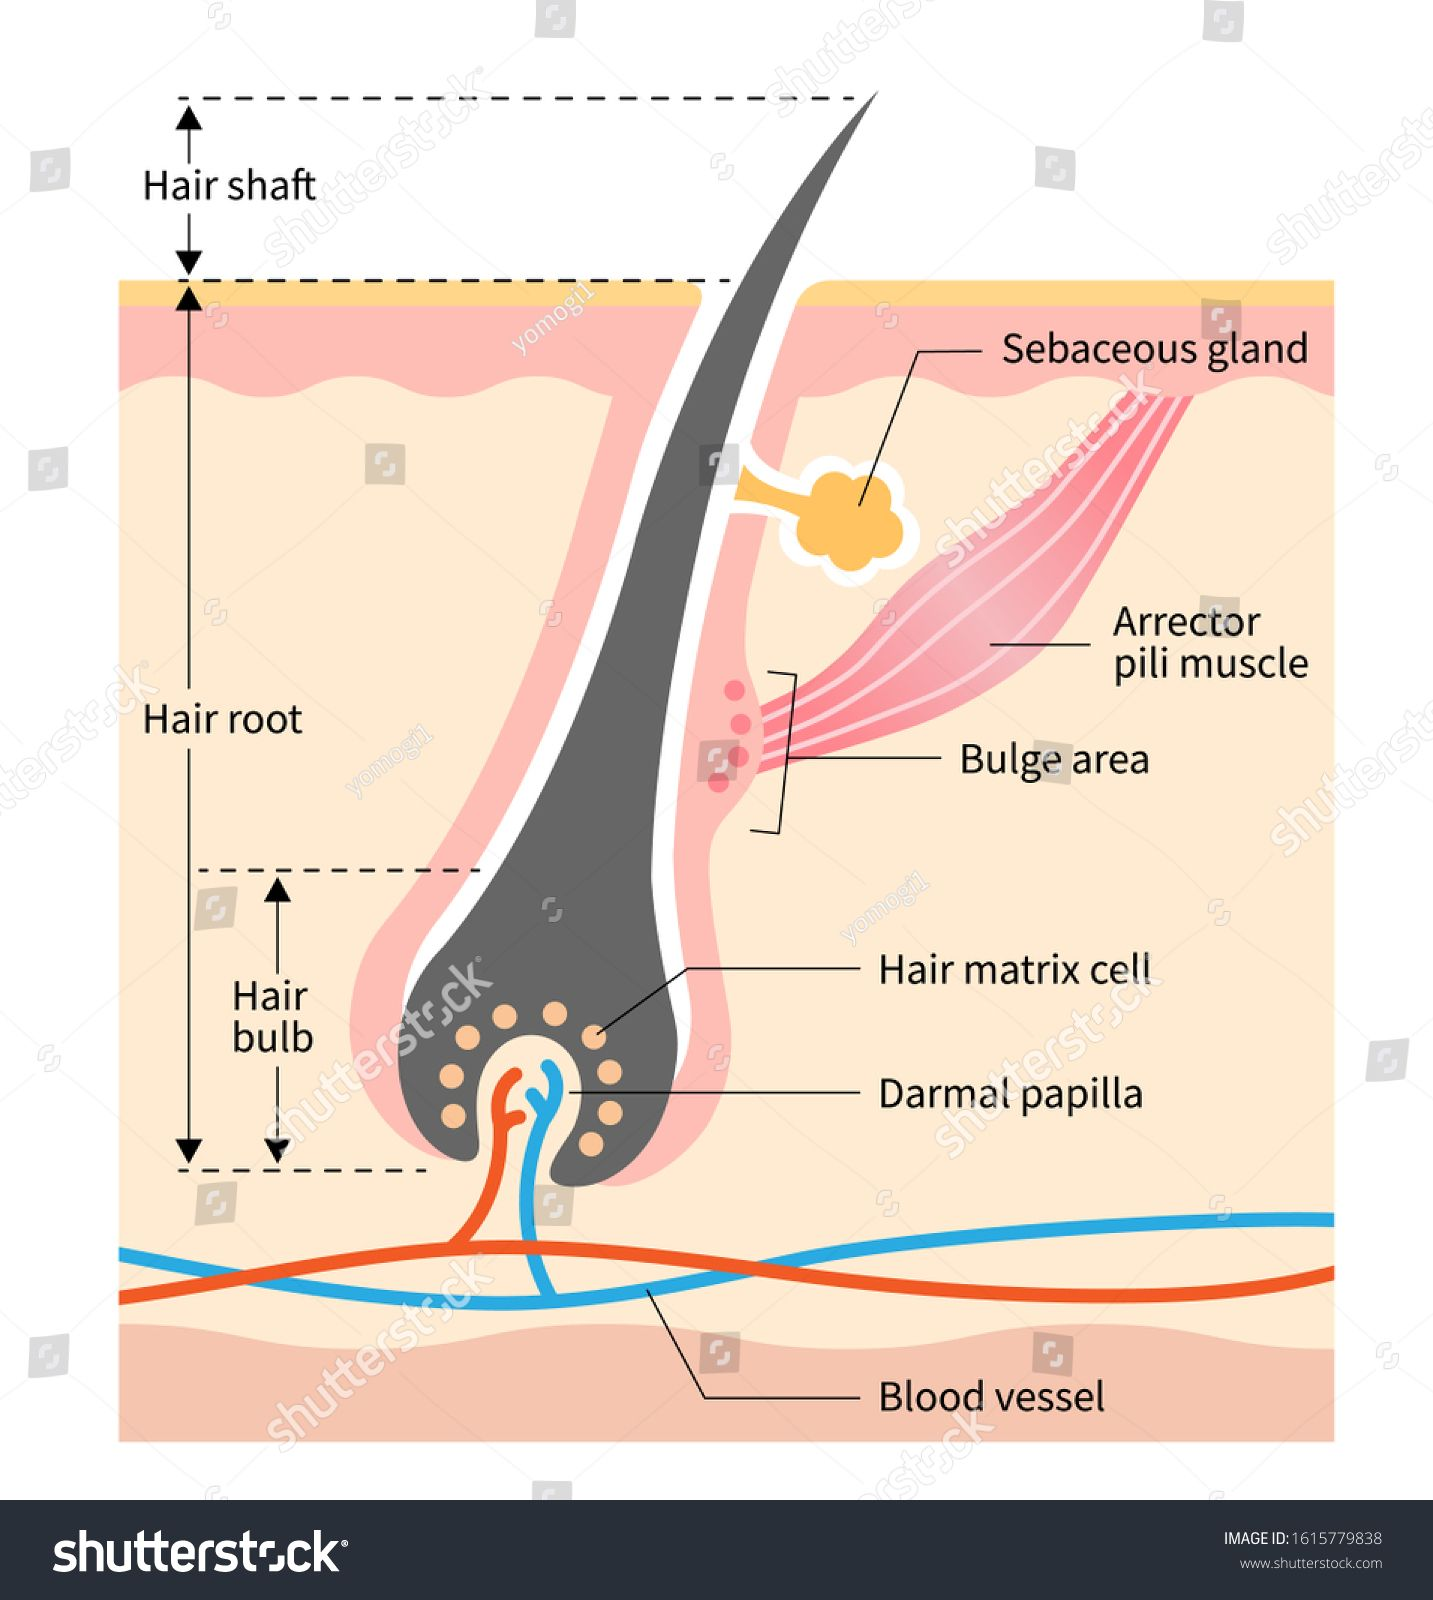 Hair shaft
Sebaceous gland
Arrector
pili muscle
Hair root
Bulge area
Hair matrix cell
Hair
bulb
Darmal papilla
Blood vessel
shutterstock
yomogi1
IMAGE ID: 1615779838
www.shutterstock.com